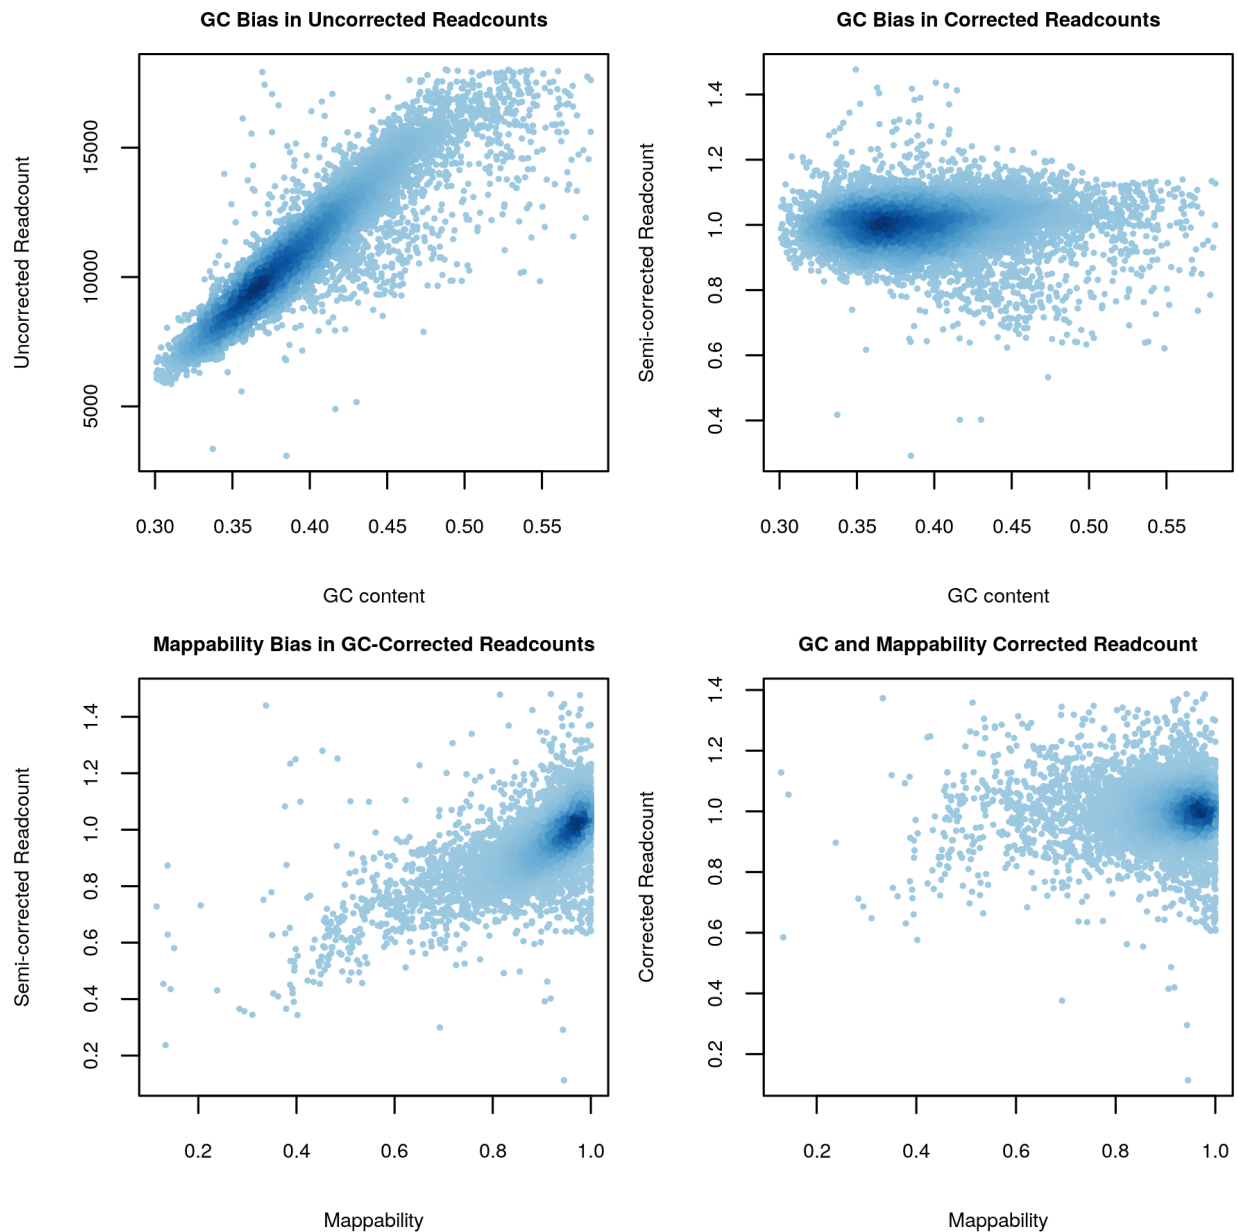 GC Bias in Uncorrected Readcounts
Uncorrected Readcount
15000
10000
5000
0.30 0.35 0.40 0.45 0.50 0.55
GC content
GC Bias in Corrected Readcounts
Semi-corrected Readcount
1.4
1.2
1.0
0.8
0.6
0.4
0.30 0.35 0.40 0.45 0.50 0.55
GC content
Mappability Bias in GC-Corrected Readcounts
Semi-corrected Readcount
1.4
1.2
1.0
0.8
0.6
0.4
0.2
0.2 0.4 0.6 0.8 1.0
Mappability
GC and Mappability Corrected Readcount
Corrected Readcount
1.4
1.2
1.0
0.8
0.6
0.4
0.2
0.2 0.4 0.6 0.8 1.0
Mappability